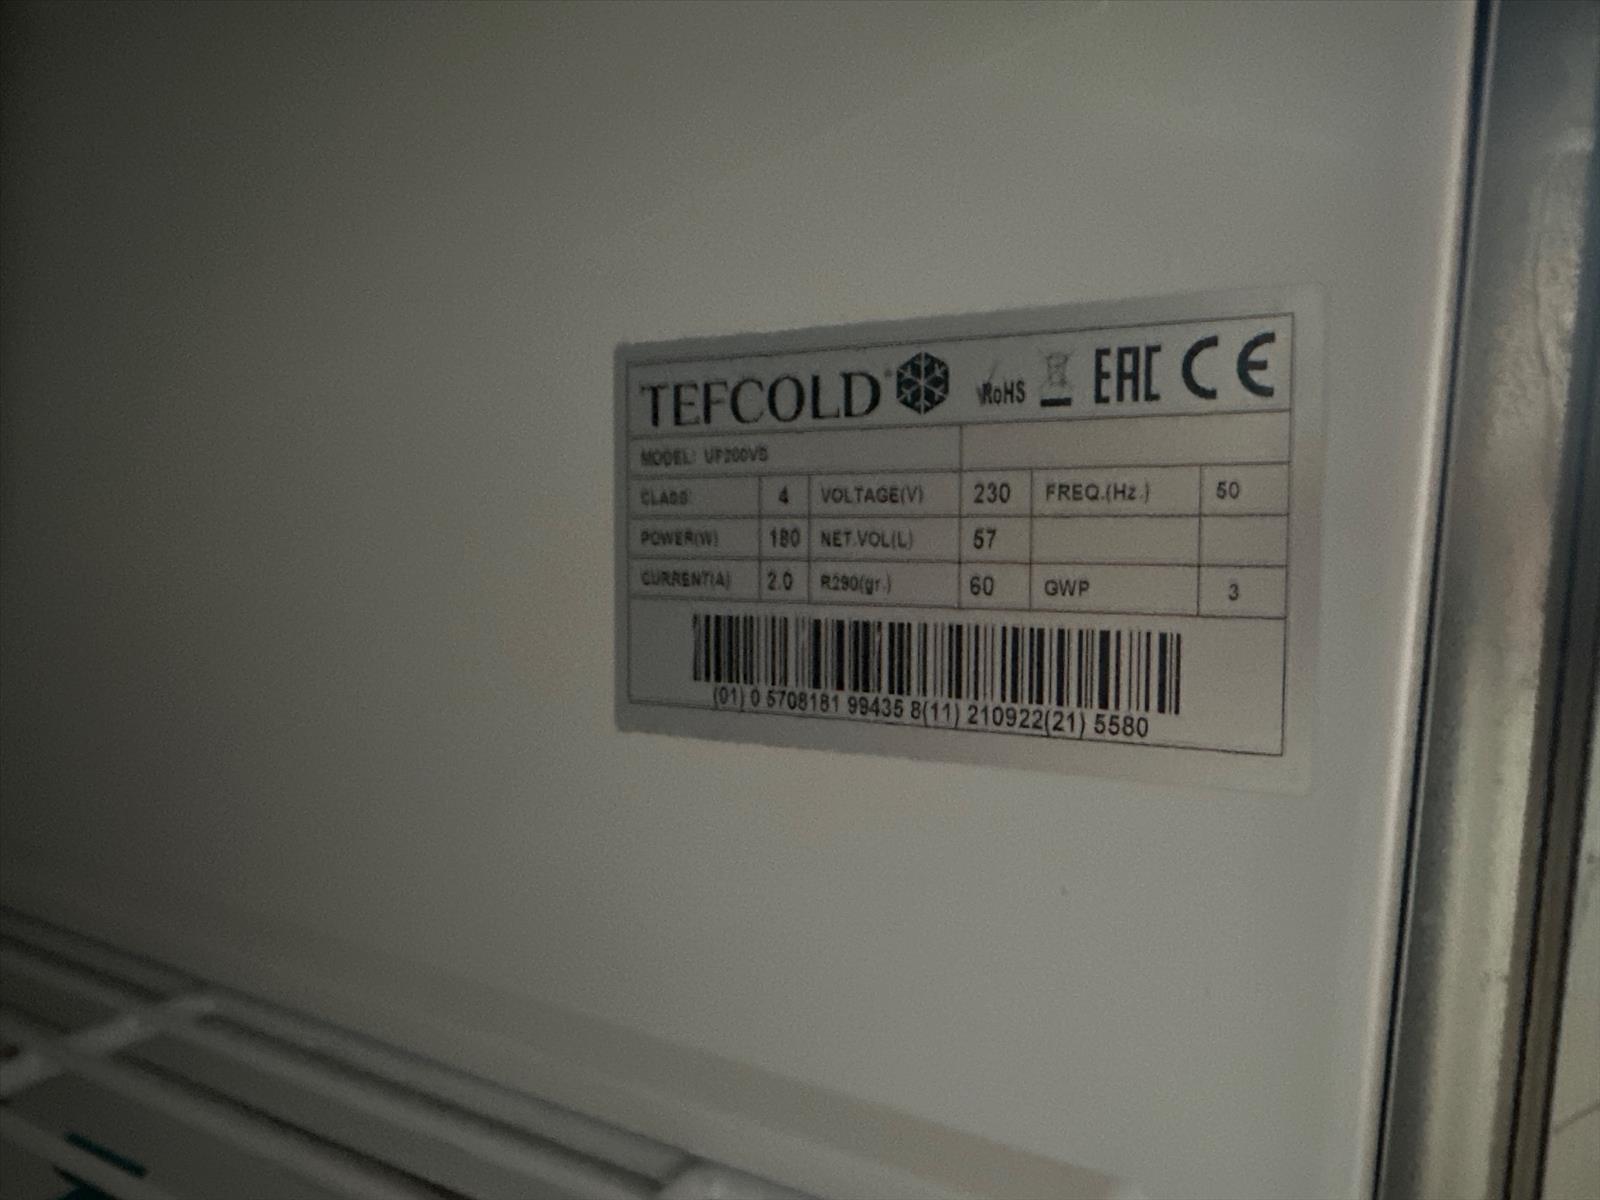 TEFCOLD
RoHS EAC CE
MODEL: UF200VS
CLASS: 4 VOLTAGE(V) 230 FREQ.(Hz.) 50
POWER(W) 180 NET.VOL(L) 57
CURRENT(A) 2.0 R290(gr.) 60 GWP 3
(01) 0 5708181 99435 8(11) 210922(21) 5580